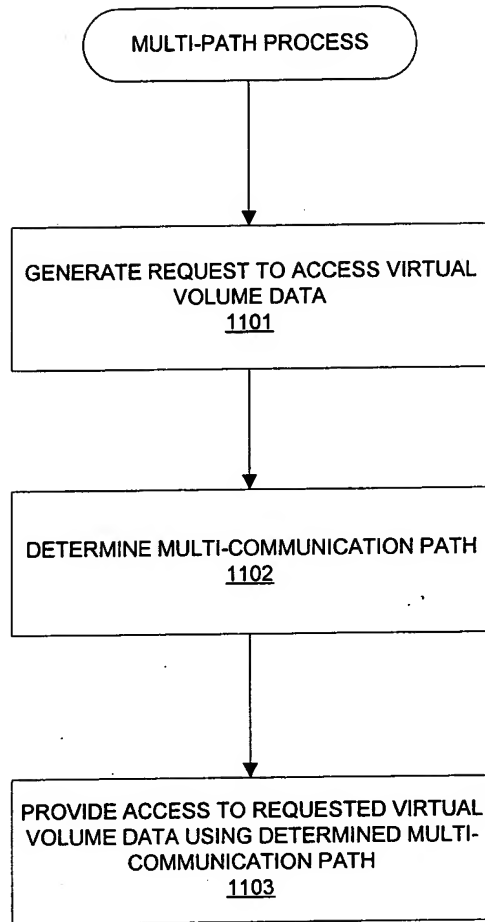 MULTI-PATH PROCESS
GENERATE REQUEST TO ACCESS VIRTUAL
VOLUME DATA
1101
DETERMINE MULTI-COMMUNICATION PATH
1102
PROVIDE ACCESS TO REQUESTED VIRTUAL
VOLUME DATA USING DETERMINED MULTI-
COMMUNICATION PATH
1103